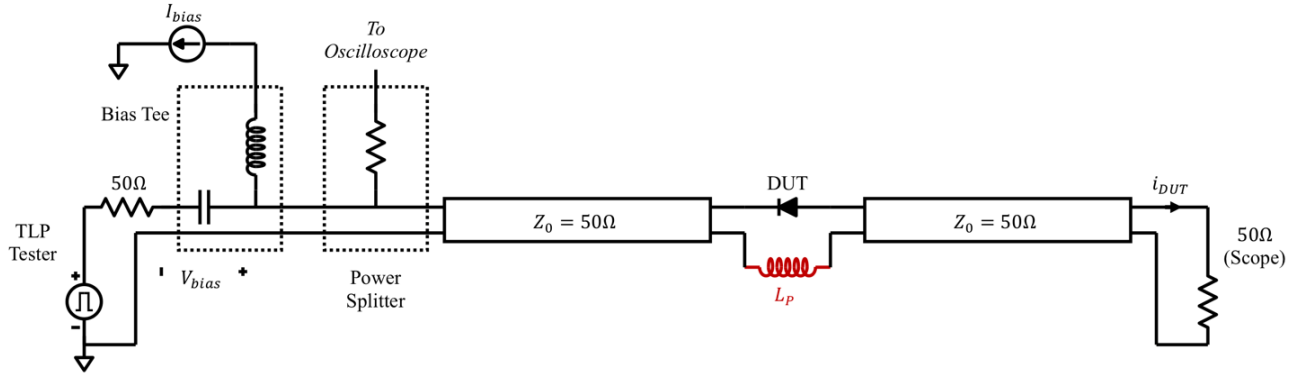 I_bias
To
Oscilloscope
Bias Tee
50Ω
DUT
i_DUT
TLP
Tester
Z_0 = 50Ω
Z_0 = 50Ω
50Ω
(Scope)
+
-
- V_bias +
Power
Splitter
L_P